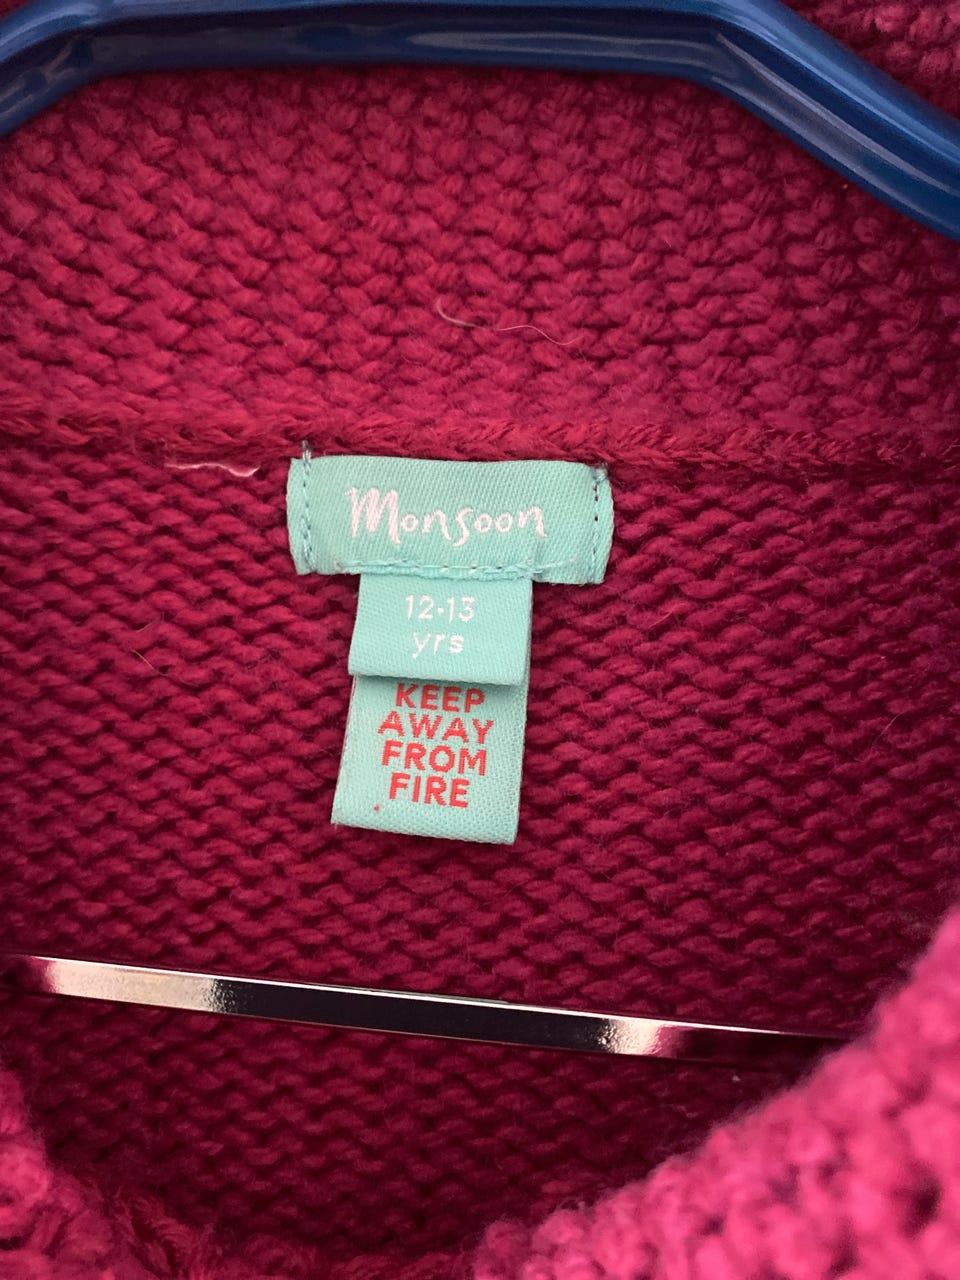 Monsoon
12-13
yrs
KEEP
AWAY
FROM
FIRE